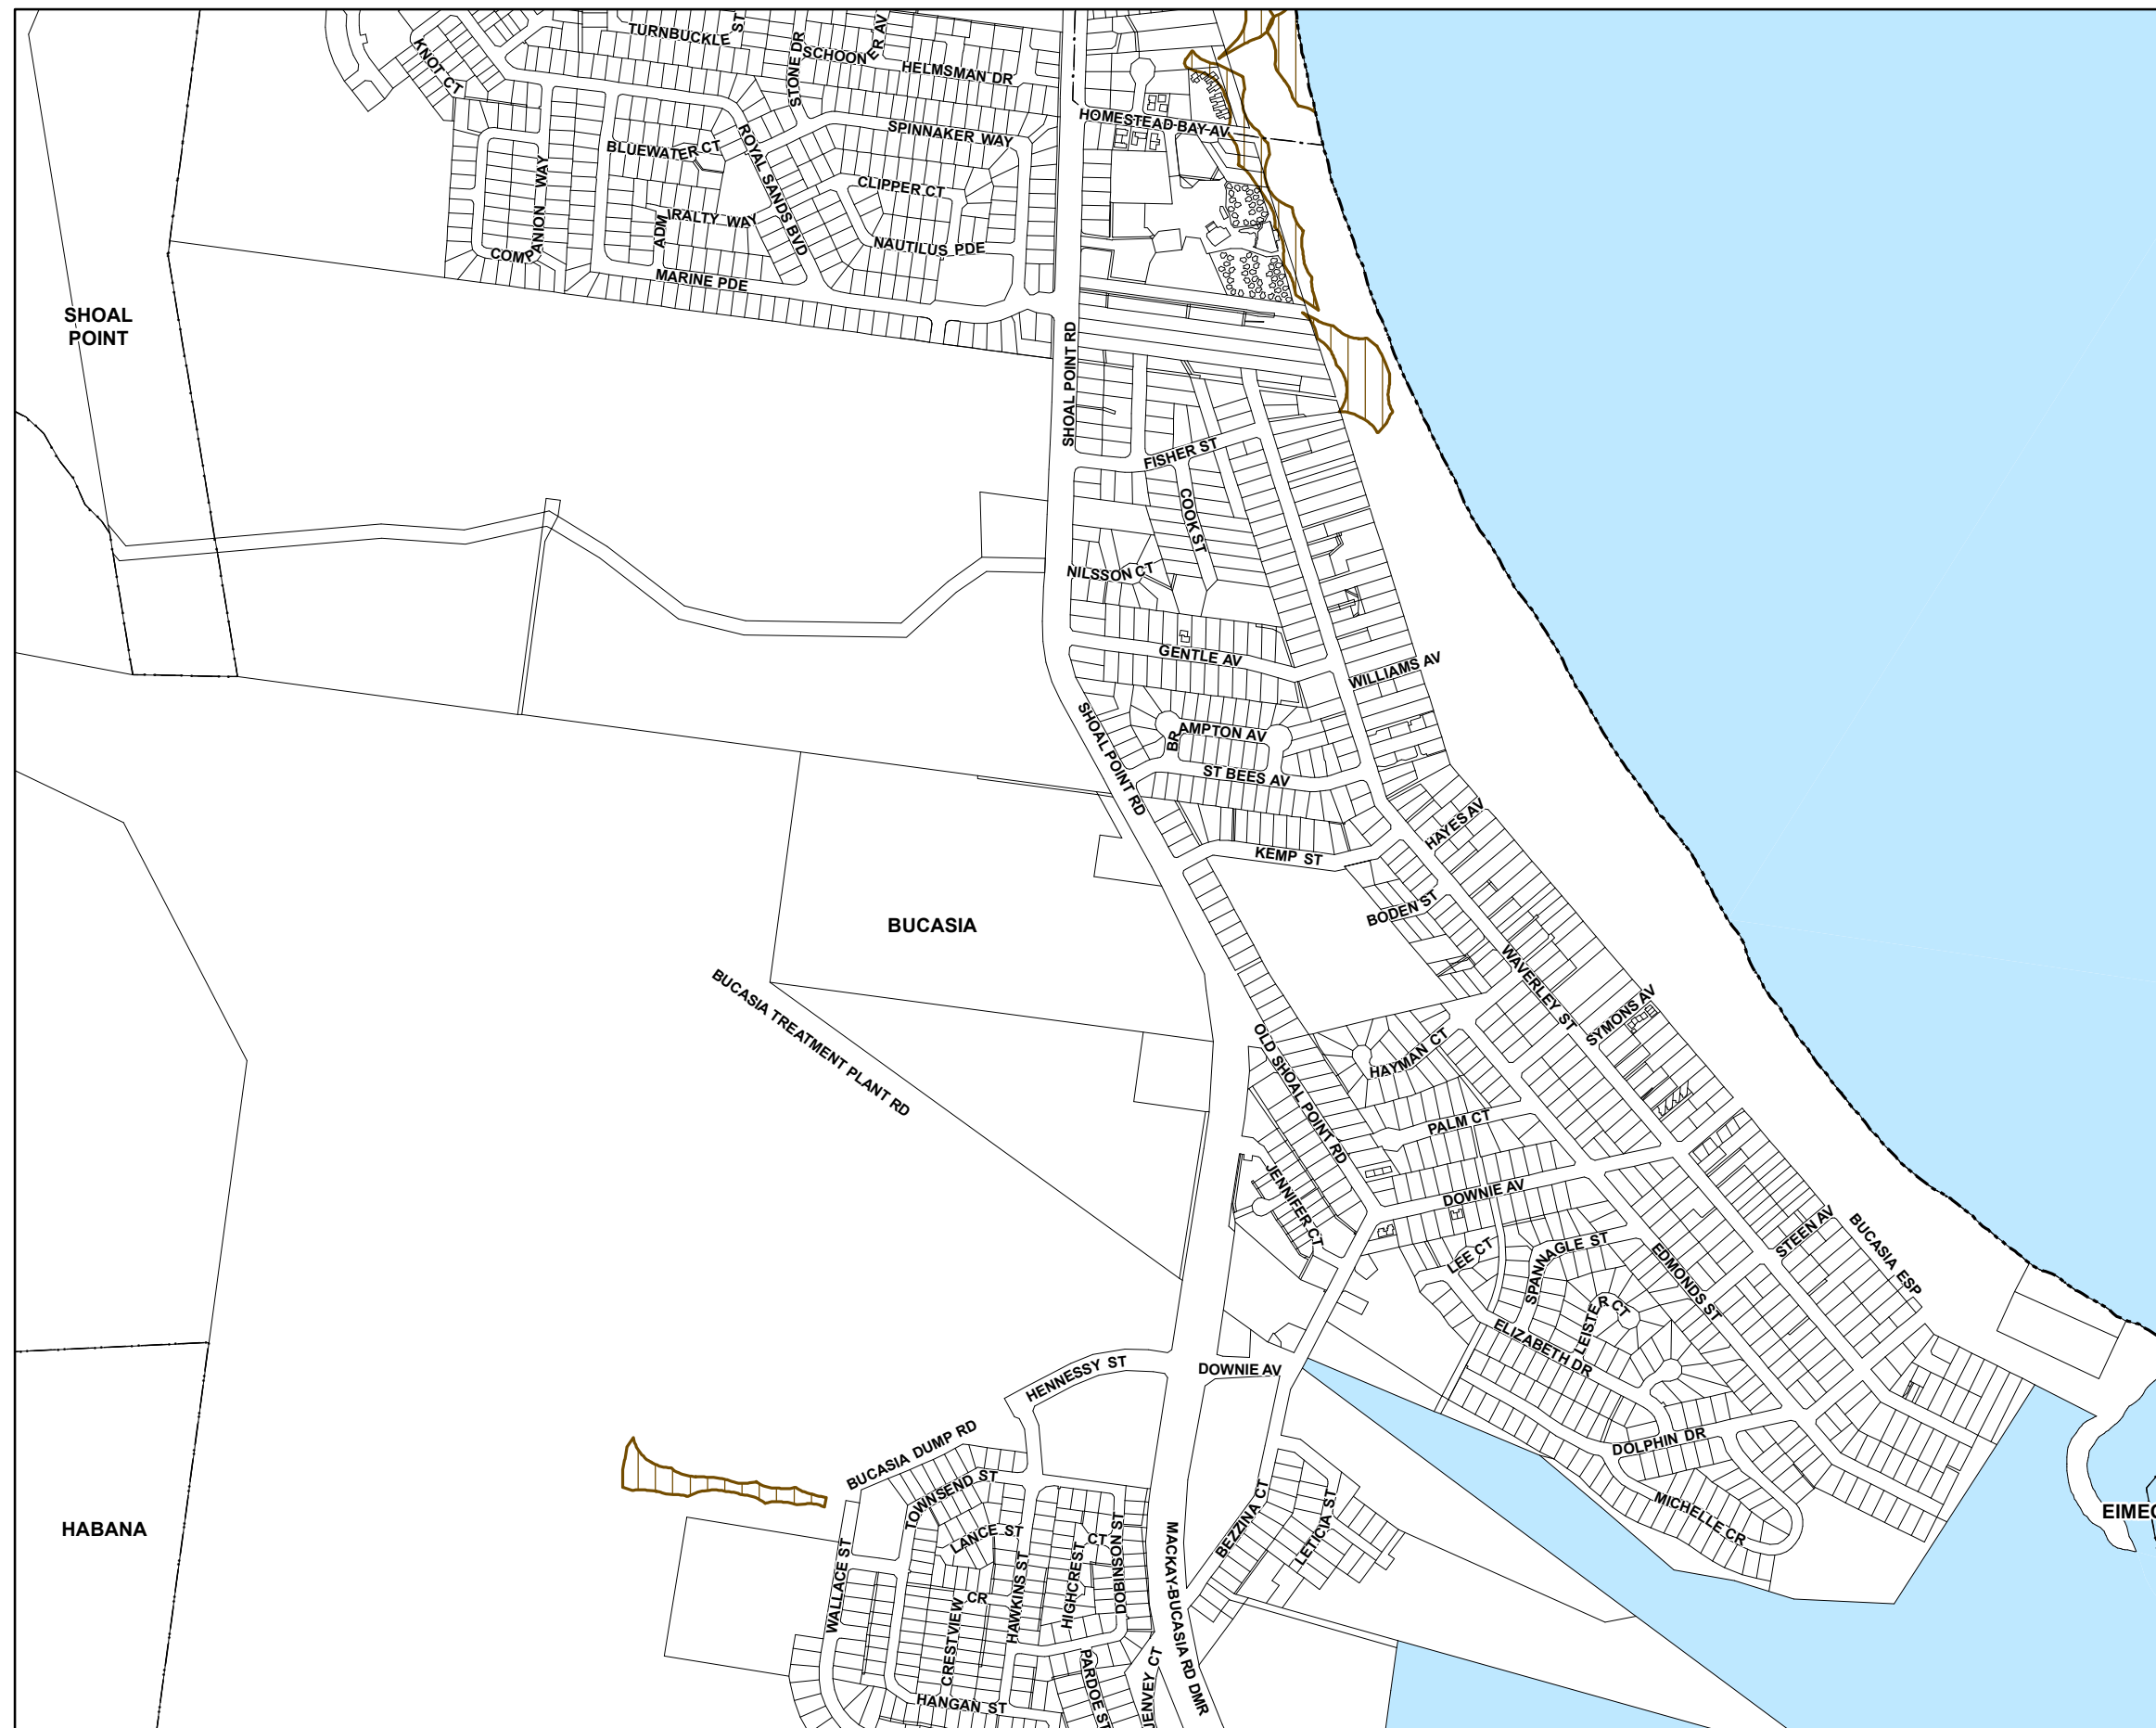 TURNBUCKLE ST
KNOT CT
STONE DR
SCHOONER AV
HELMSMAN DR
HOMESTEAD BAY AV
SPINNAKER WAY
BLUEWATER CT
ROYAL SANDS BVD
CLIPPER CT
COMPANION WAY
ADMIRALTY WAY
NAUTILUS PDE
MARINE PDE
SHOAL
POINT
SHOAL POINT RD
FISHER ST
COOK ST
NILSSON CT
GENTLE AV
WILLIAMS AV
SHOAL POINT RD
BRAMPTON AV
ST BEES AV
HAYES AV
KEMP ST
BODEN ST
BUCASIA
WAVERLEY ST
BUCASIA TREATMENT PLANT RD
SYMONS AV
OLD SHOAL POINT RD
HAYMAN CT
PALM CT
JENNIFER CT
DOWNIE AV
STEEN AV
BUCASIA ESP
LEE CT
SPANNAGLE ST
EDMONDS ST
LEISTER CT
ELIZABETH DR
HENNESSY ST
DOWNIE AV
BUCASIA DUMP RD
DOLPHIN DR
TOWNSEND ST
MICHELLE CR
HABANA
LANCE ST
WALLACE ST
HAWKINS ST
HIGHCREST CT
DOBINSON ST
MACKAY-BUCASIA RD DMR
BEZZINA CT
LETICIA ST
CRESTVIEW CR
HANGAN ST
PARDOE ST
JENVEY CT
EIMEO